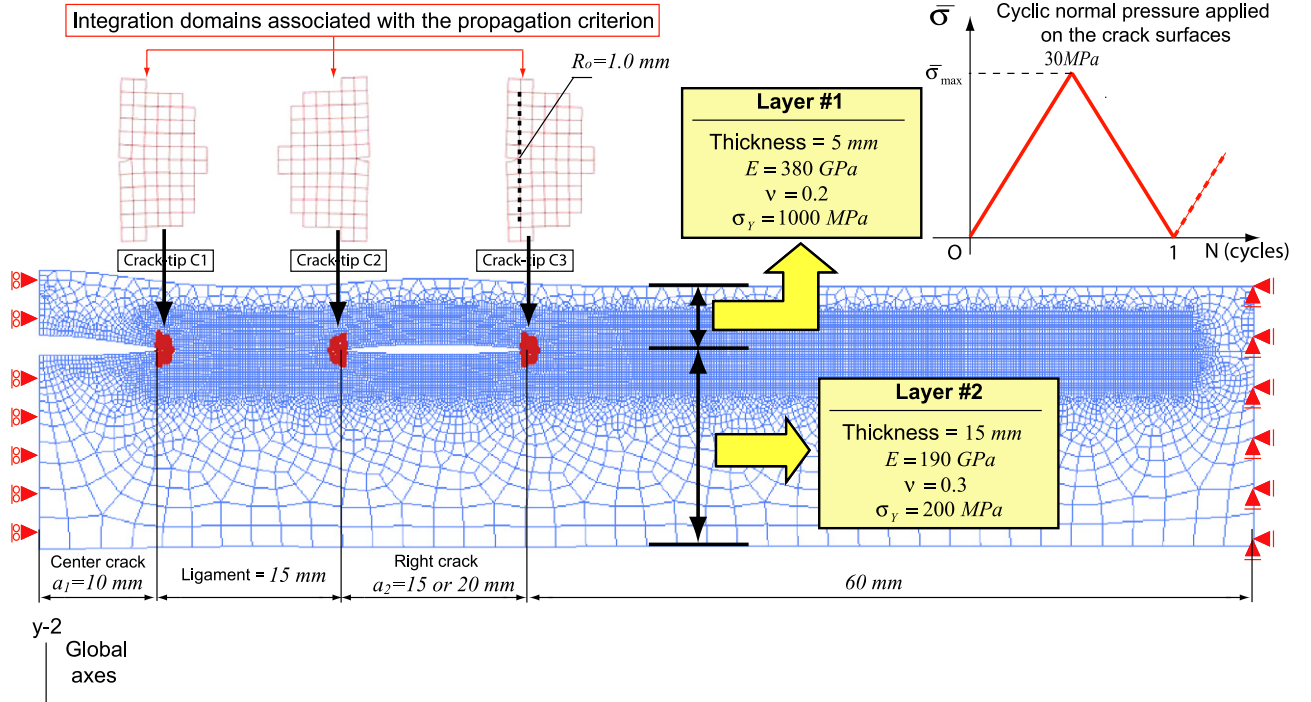 Integration domains associated with the propagation criterion
Rₒ=1.0 mm
σ̅
Cyclic normal pressure applied
on the crack surfaces
30MPa
σ̅max
O
1
N (cycles)
Layer #1
Thickness = 5 mm
E = 380 GPa
ν = 0.2
σY = 1000 MPa
Crack-tip C1
Crack-tip C2
Crack-tip C3
Layer #2
Thickness = 15 mm
E = 190 GPa
ν = 0.3
σY = 200 MPa
Center crack
a₁=10 mm
Ligament = 15 mm
Right crack
a₂=15 or 20 mm
60 mm
y-2
Global
axes